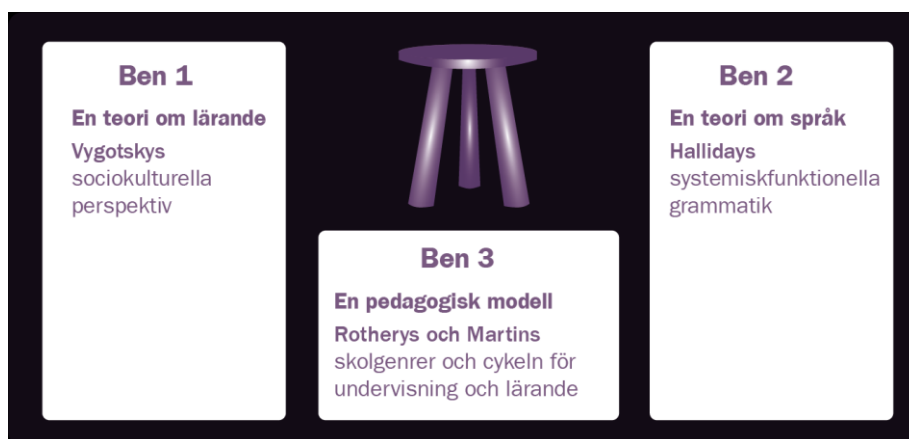 Ben 1
En teori om lärande
Vygotskys
sociokulturella
perspektiv
Ben 2
En teori om språk
Hallidays
systemiskfunktionella
grammatik
Ben 3
En pedagogisk modell
Rotherys och Martins
skolgenrer och cykeln för
undervisning och lärande